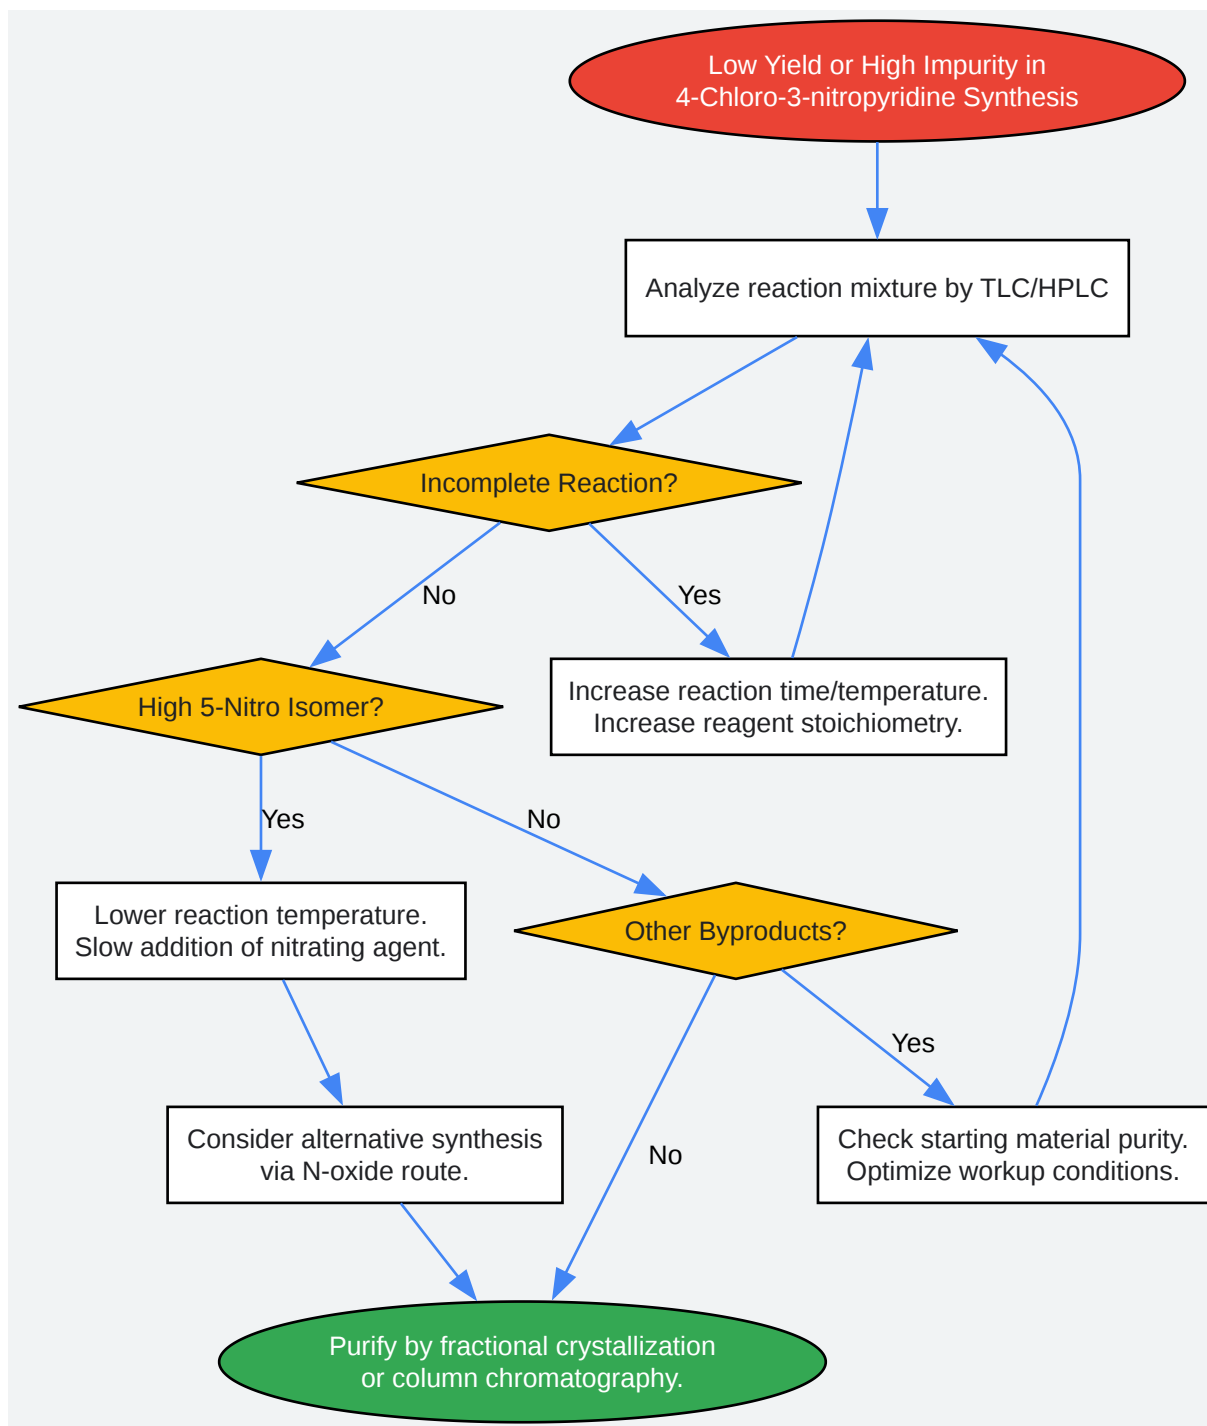 Low Yield or High Impurity in
4-Chloro-3-nitropyridine Synthesis
Analyze reaction mixture by TLC/HPLC
Incomplete Reaction?
No
Yes
High 5-Nitro Isomer?
Increase reaction time/temperature.
Increase reagent stoichiometry.
Yes
No
Lower reaction temperature.
Slow addition of nitrating agent.
Other Byproducts?
Yes
No
Consider alternative synthesis
via N-oxide route.
Check starting material purity.
Optimize workup conditions.
Purify by fractional crystallization
or column chromatography.